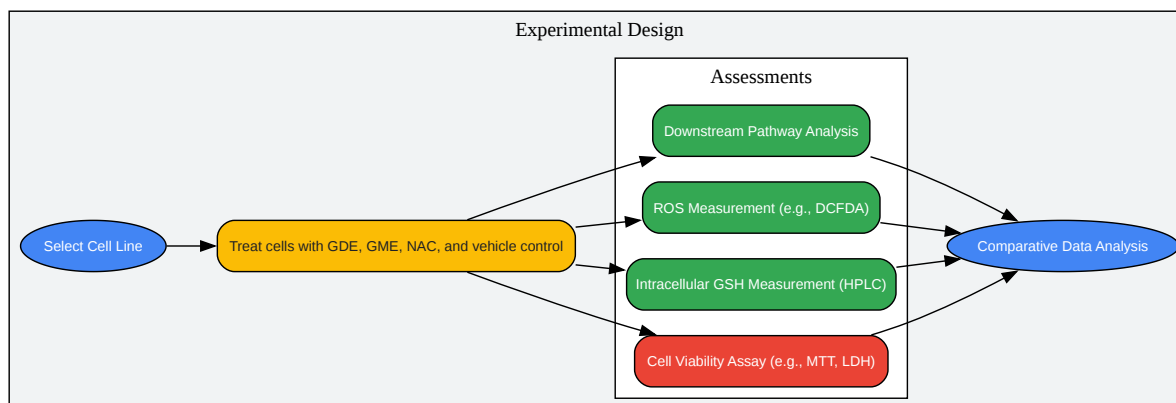 Experimental Design
Assessments
Select Cell Line
Treat cells with GDE, GME, NAC, and vehicle control
Downstream Pathway Analysis
ROS Measurement (e.g., DCFDA)
Intracellular GSH Measurement (HPLC)
Cell Viability Assay (e.g., MTT, LDH)
Comparative Data Analysis